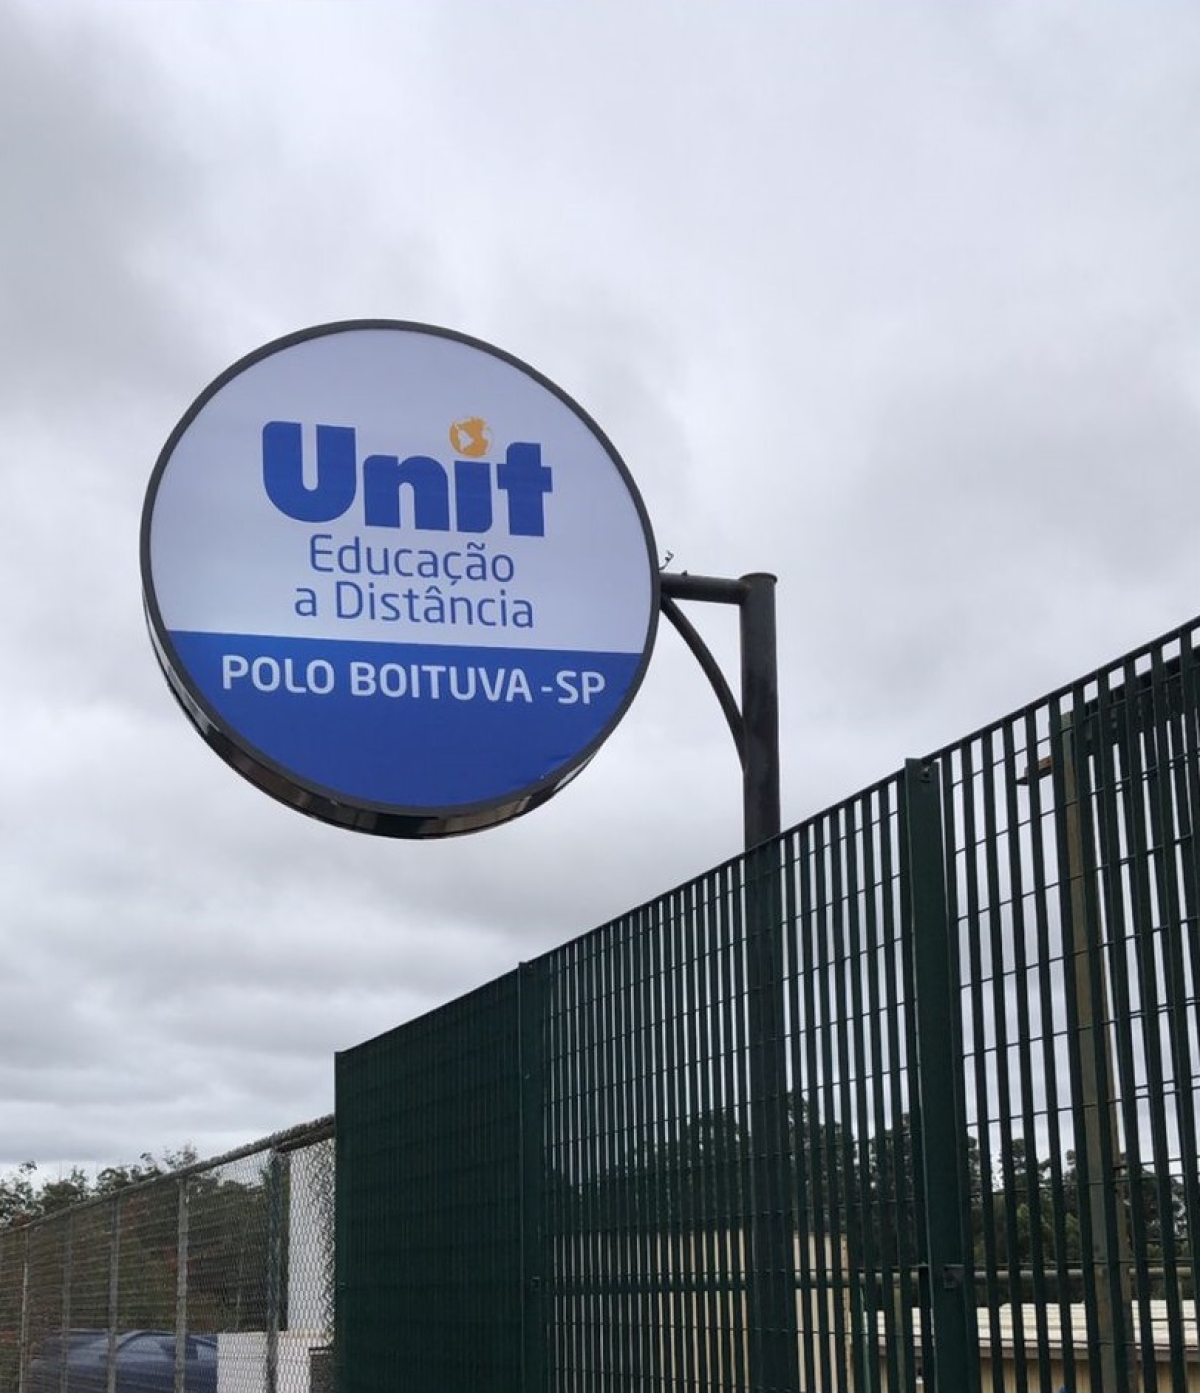 Unit
Educação
a Distância
POLO BOITUVA - SP